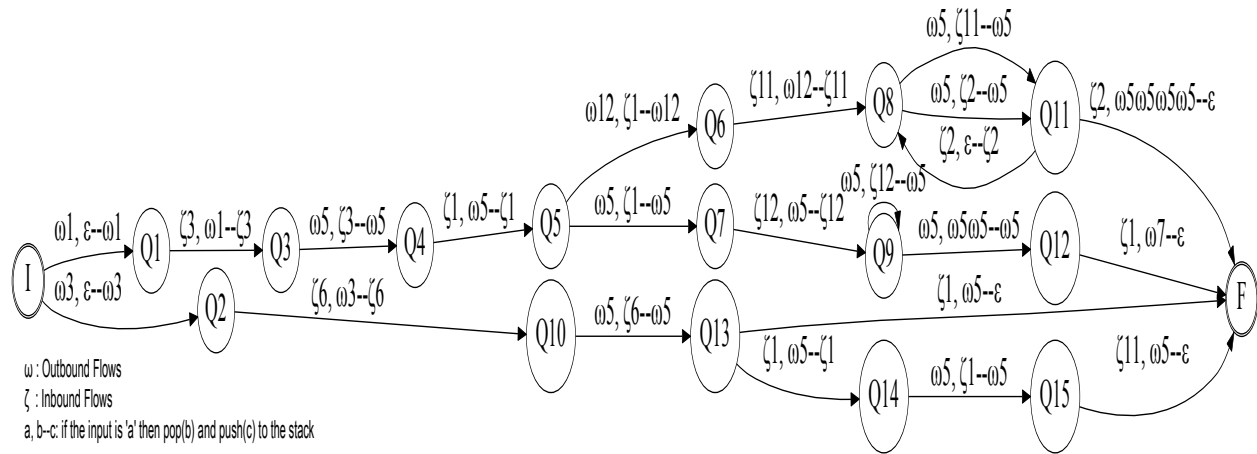 ω5, ζ11--ω5
ζ11, ω12--ζ11
Q8
ω5, ζ2--ω5
Q11
ζ2, ω5ω5ω5ω5--ε
ω12, ζ1--ω12
Q6
ζ2, ε--ζ2
ω5, ζ12--ω5
ω1, ε--ω1
Q1
ζ3, ω1--ζ3
Q3
ω5, ζ3--ω5
Q4
ζ1, ω5--ζ1
Q5
ω5, ζ1--ω5
Q7
ζ12, ω5--ζ12
Q9
ω5, ω5ω5--ω5
Q12
ζ1, ω7--ε
I
ω3, ε--ω3
Q2
ζ6, ω3--ζ6
Q10
ω5, ζ6--ω5
Q13
ζ1, ω5--ε
F
ζ1, ω5--ζ1
Q14
ω5, ζ1--ω5
Q15
ζ11, ω5--ε
ω : Outbound Flows
ζ : Inbound Flows
a, b--c: if the input is 'a' then pop(b) and push(c) to the stack